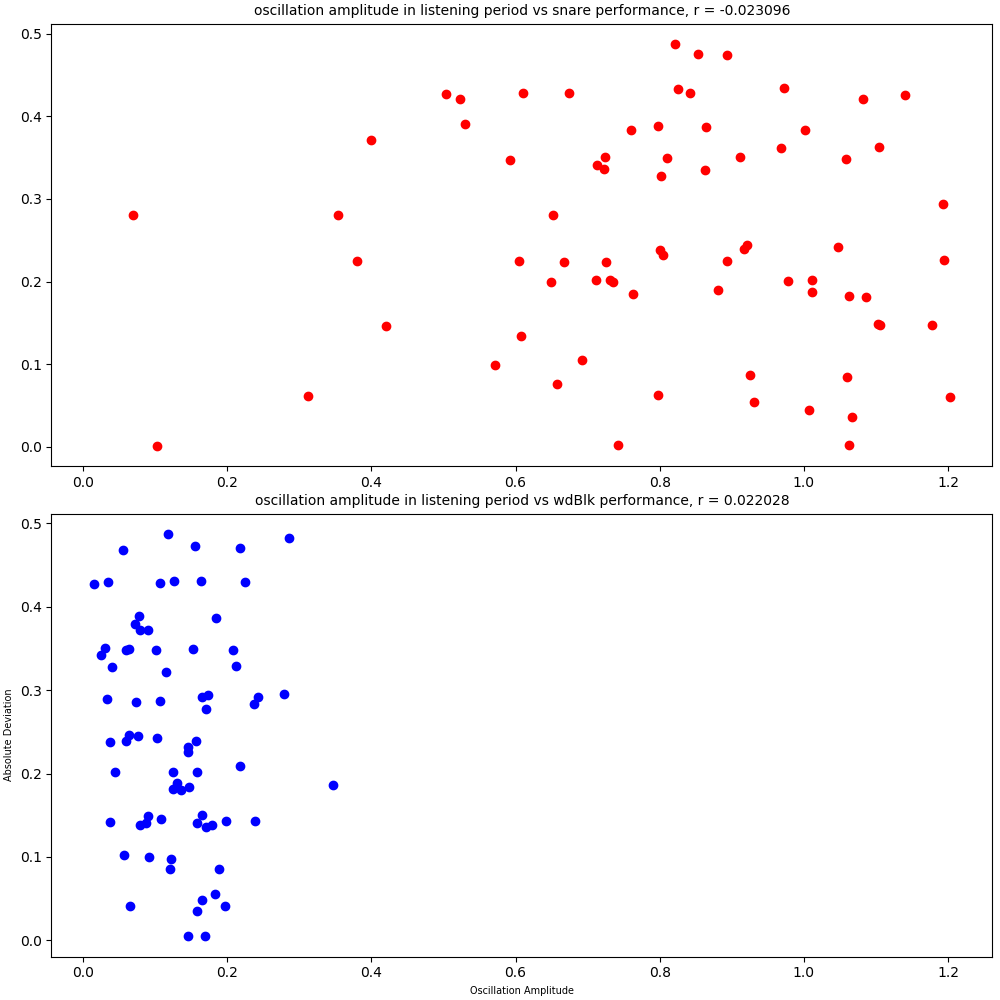 oscillation amplitude in listening period vs snare performance, r = -0.023096
0.5
0.4
0.3
0.2
0.1
0.0
0.0 0.2 0.4 0.6 0.8 1.0 1.2
oscillation amplitude in listening period vs wdBlk performance, r = 0.022028
0.5
0.4
0.3
0.2
0.1
0.0
Absolute Deviation
0.0 0.2 0.4 0.6 0.8 1.0 1.2
Oscillation Amplitude